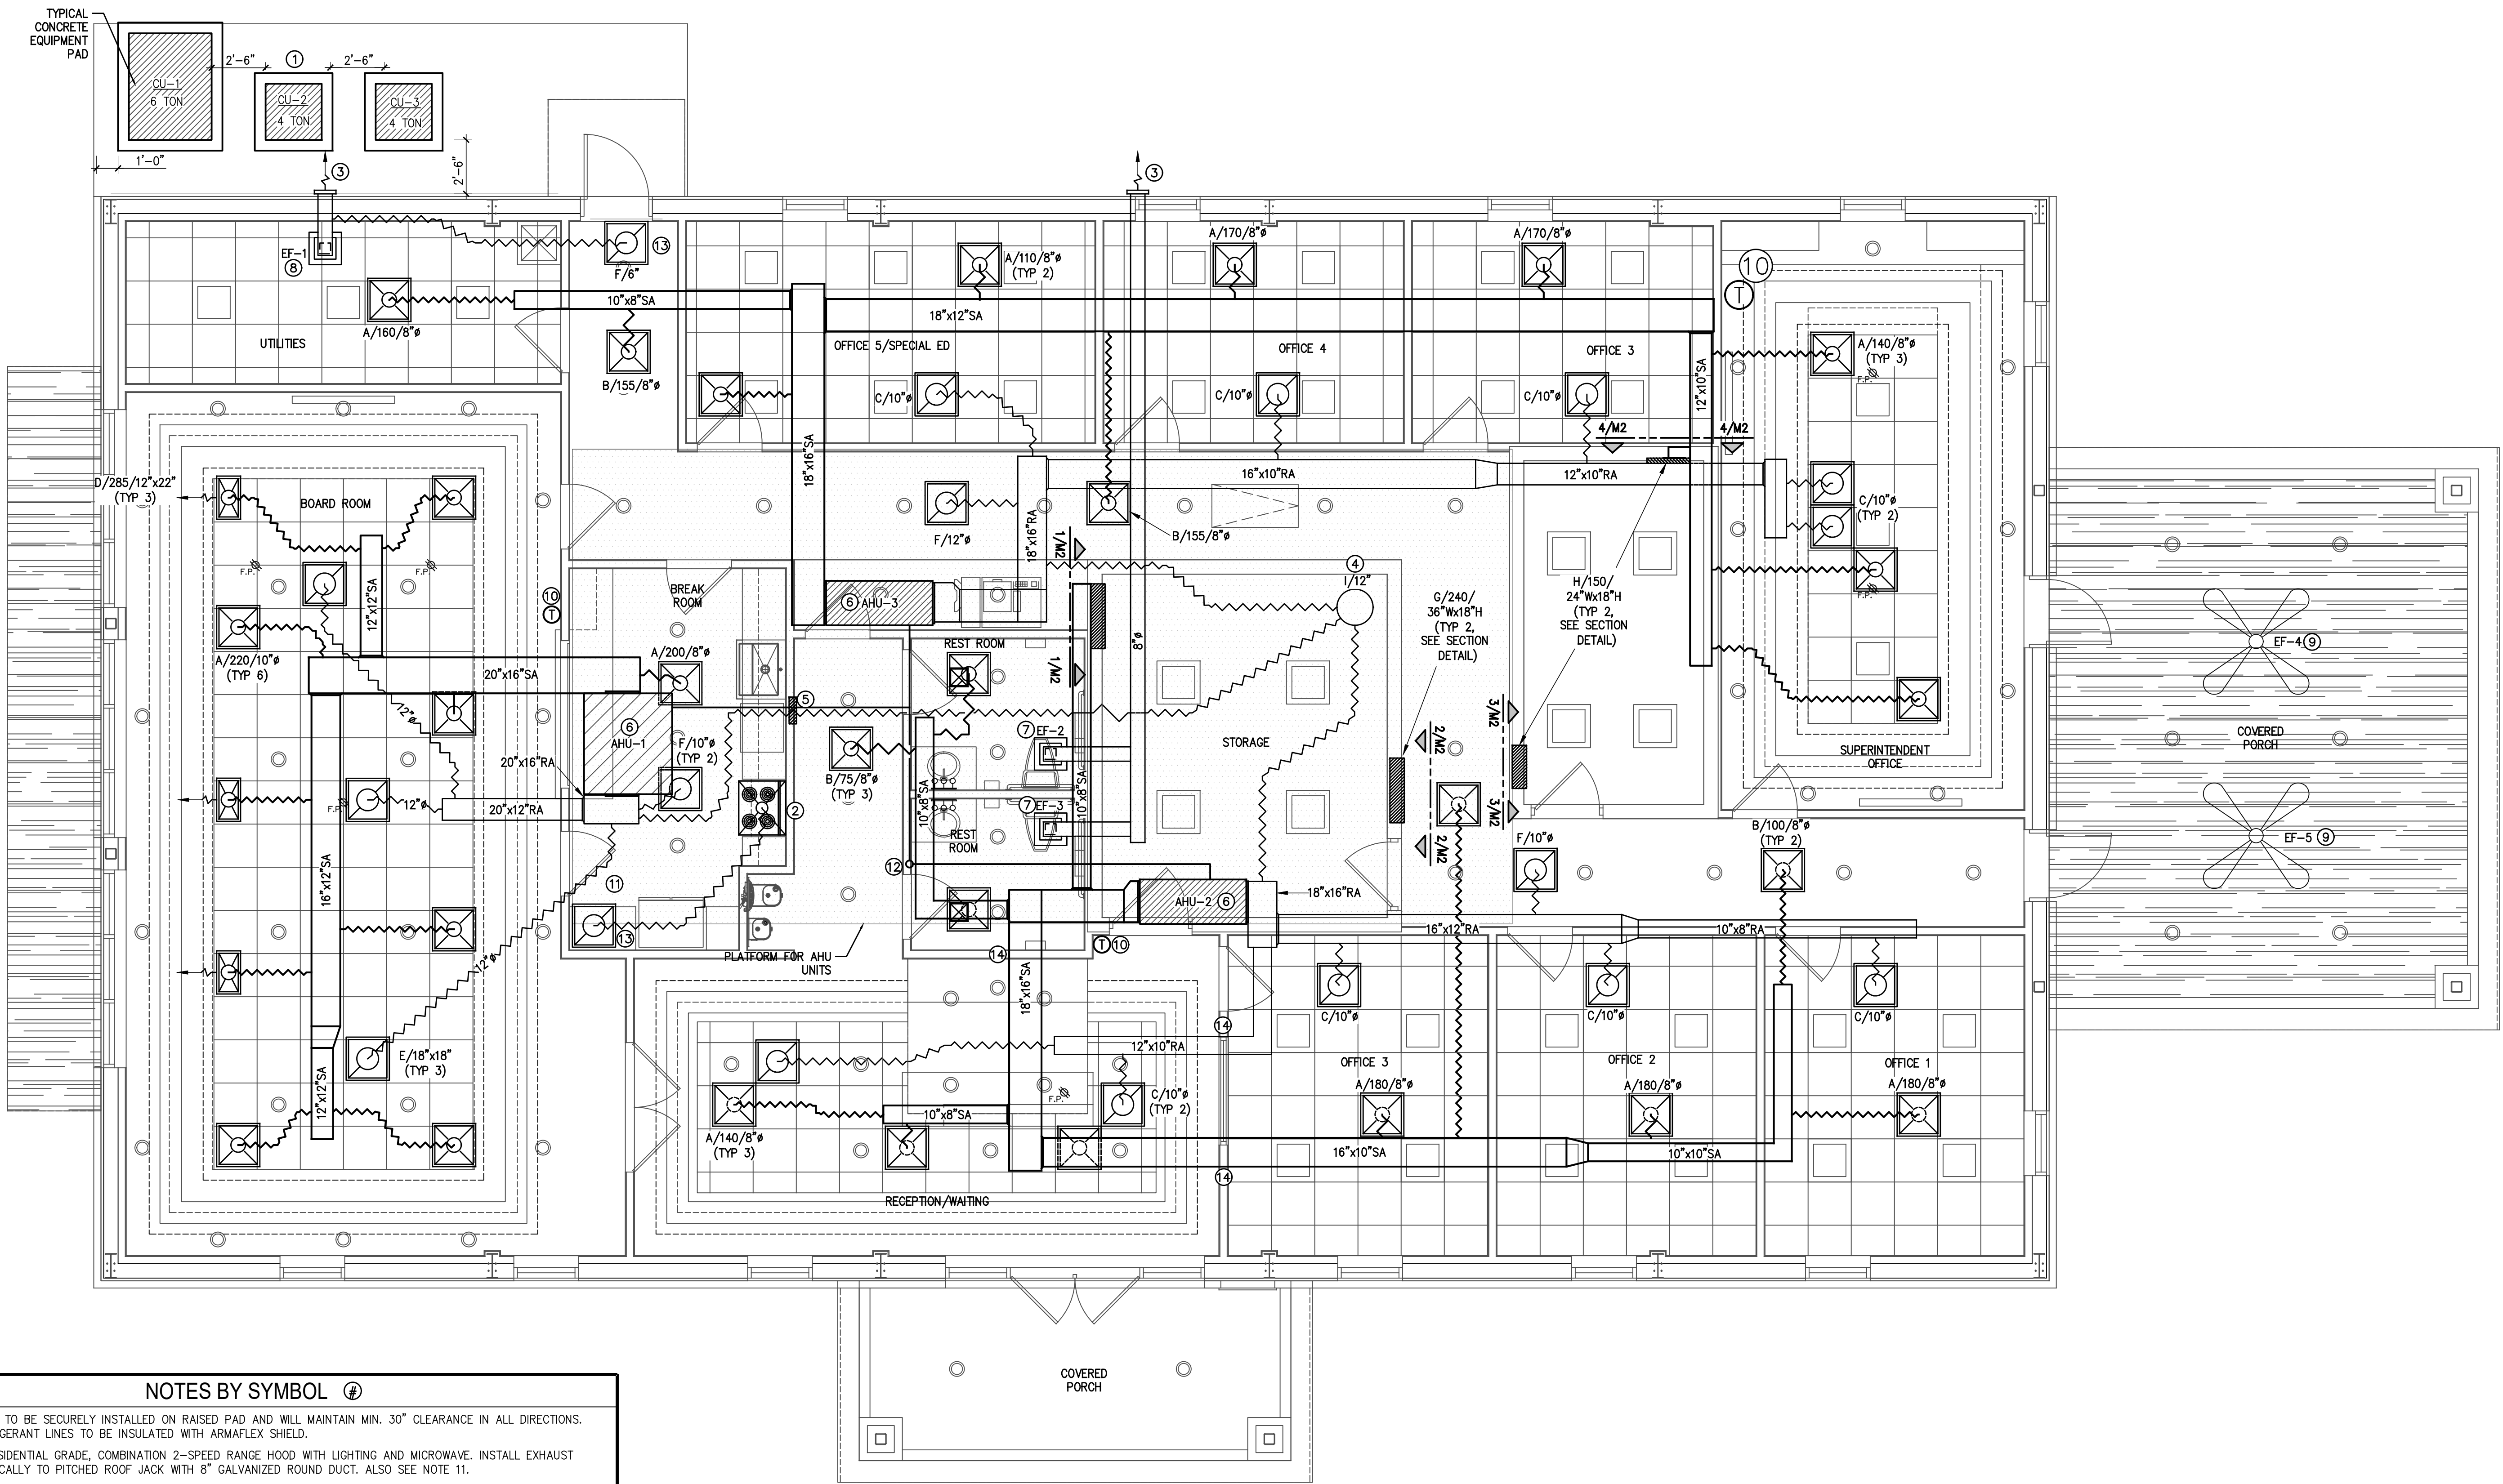 TYPICAL
CONCRETE
EQUIPMENT
PAD
CU-1
6 TON
2'-6"
1
2'-6"
CU-2
4 TON
CU-3
4 TON
1'-0"
2'-6"
3
3
EF-1
8
F/6"
13
A/160/8"ø
10"x8"SA
UTILITIES
B/155/8"ø
A/110/8"ø
(TYP 2)
A/170/8"ø
A/170/8"ø
18"x12"SA
OFFICE 5/SPECIAL ED
OFFICE 4
OFFICE 3
C/10"ø
C/10"ø
C/10"ø
18"x16"SA
12"x10"SA
10
T
A/140/8"ø
(TYP 3)
F.P.
4/M2
4/M2
D/285/12"x22"
(TYP 3)
BOARD ROOM
F.P.
F.P.
12"x12"SA
A/220/10"ø
(TYP 6)
20"x16"SA
12"ø
F.P.
12"ø
20"x12"RA
20"x16"RA
16"x12"SA
12"ø
E/18"x18"
(TYP 3)
12"x12"SA
10
T
BREAK
ROOM
A/200/8"ø
6
AHU-1
F/10"ø
(TYP 2)
5
2
11
13
16"x10"RA
12"x10"RA
F/12"ø
18"x16"RA
1/M2
B/155/8"ø
C/10"ø
(TYP 2)
F.P.
6 AHU-3
4
I/12"
REST ROOM
1/M2
8"ø
G/240/
36"Wx18"H
(TYP 2,
SEE SECTION
DETAIL)
H/150/
24"Wx18"H
(TYP 2,
SEE SECTION
DETAIL)
B/75/8"ø
(TYP 3)
10"x8"SA
7 EF-2
7 EF-3
10"x8"SA
REST
ROOM
STORAGE
2/M2
2/M2
3/M2
3/M2
SUPERINTENDENT
OFFICE
EF-4 9
COVERED
PORCH
EF-5 9
12
AHU-2 6
18"x16"RA
F/10"ø
B/100/8"ø
(TYP 2)
16"x12"RA
10"x8"RA
T 10
14
PLATFORM FOR AHU
UNITS
18"x16"SA
C/10"ø
C/10"ø
C/10"ø
14
12"x10"RA
OFFICE 3
OFFICE 2
OFFICE 1
A/180/8"ø
A/180/8"ø
A/180/8"ø
F.P.
C/10"ø
(TYP 2)
10"x8"SA
A/140/8"ø
(TYP 3)
16"x10"SA
10"x10"SA
14
RECEPTION/WAITING
COVERED
PORCH
NOTES BY SYMBOL #
TO BE SECURELY INSTALLED ON RAISED PAD AND WILL MAINTAIN MIN. 30" CLEARANCE IN ALL DIRECTIONS.
GERANT LINES TO BE INSULATED WITH ARMAFLEX SHIELD.
SIDENTIAL GRADE, COMBINATION 2-SPEED RANGE HOOD WITH LIGHTING AND MICROWAVE. INSTALL EXHAUST
CALLY TO PITCHED ROOF JACK WITH 8" GALVANIZED ROUND DUCT. ALSO SEE NOTE 11.